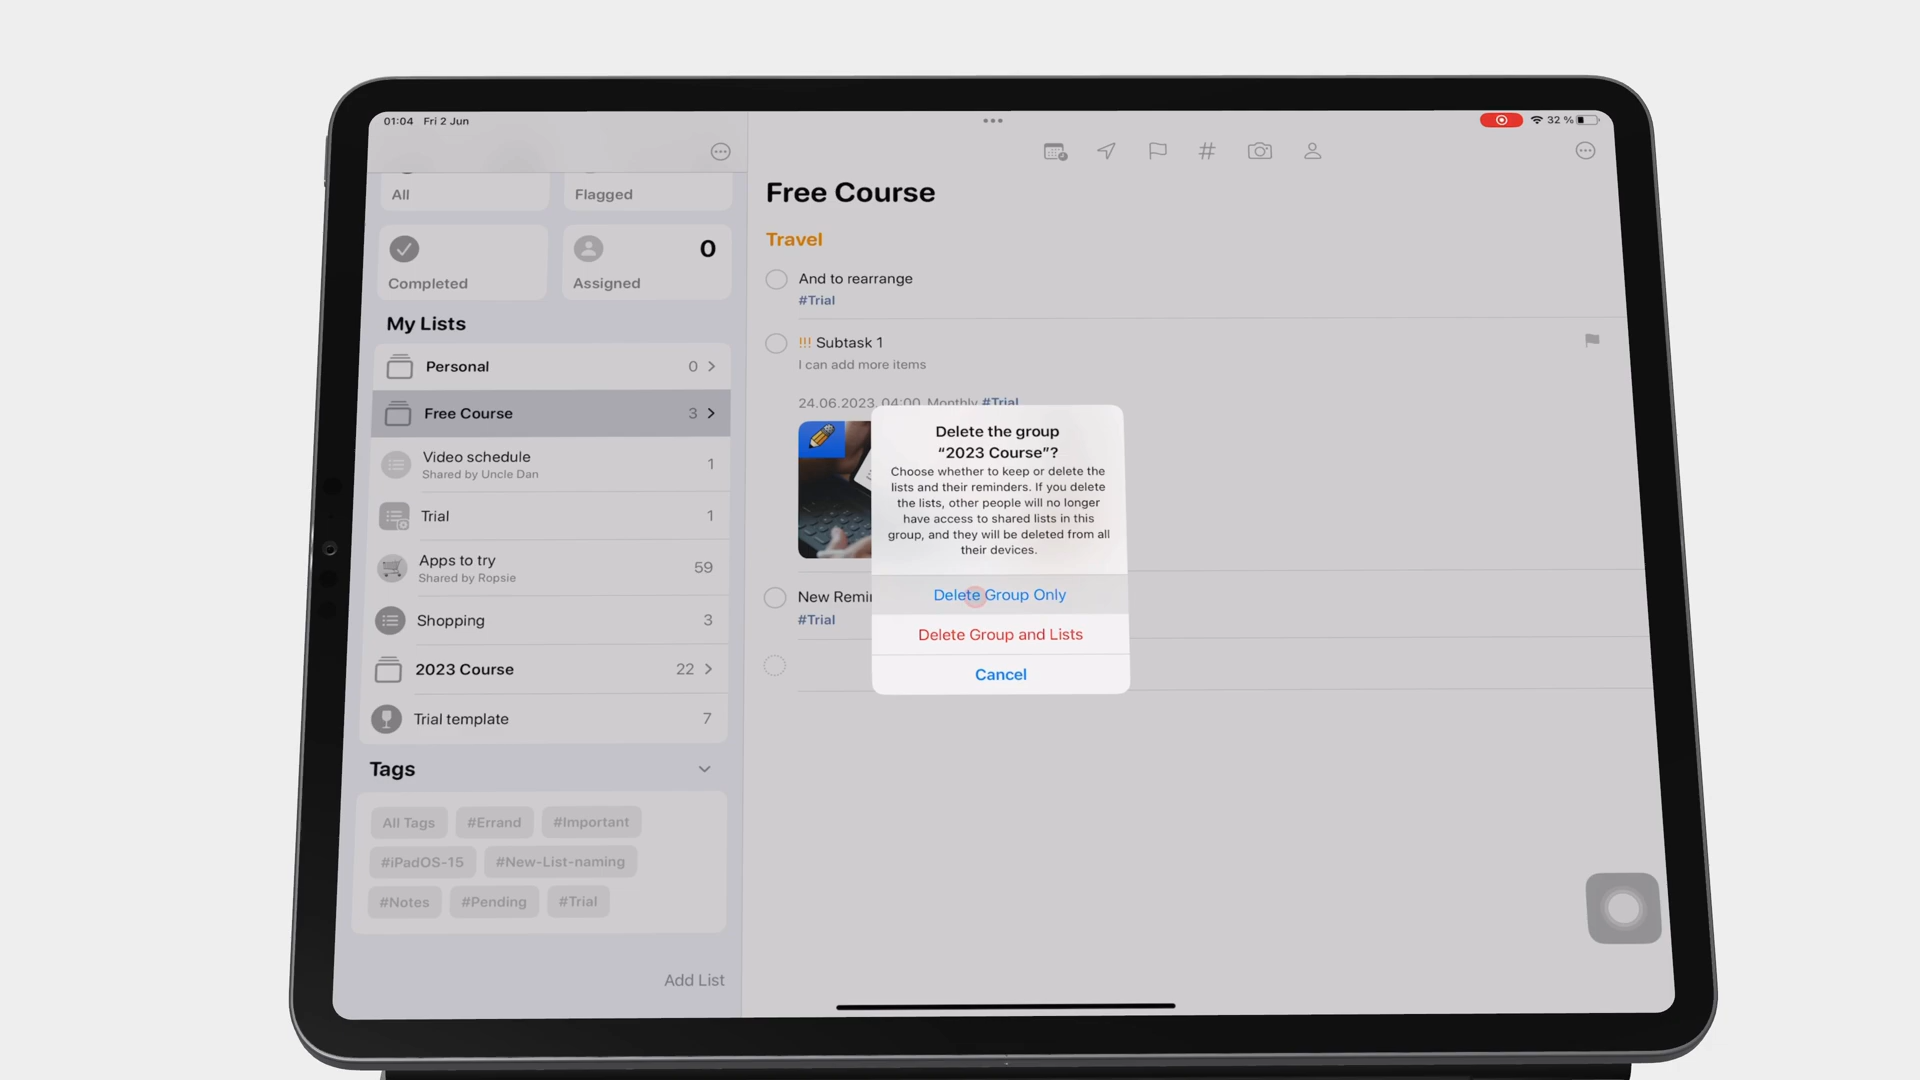 01:04 Fri 2 Jun
32 %
All
Flagged
Completed
0
Assigned
My Lists
Personal 0
Free Course 3
Video schedule 1
Shared by Uncle Dan
Trial 1
Apps to try 59
Shared by Ropsie
Shopping 3
2023 Course 22
Trial template 7
Tags
All Tags #Errand #Important
#iPadOS-15 #New-List-naming
#Notes #Pending #Trial
Add List
#
Free Course
Travel
And to rearrange
#Trial
!!! Subtask 1
I can add more items
24.06.2023, 04:00, Monthly #Trial
New Remi
#Trial
Delete the group
“2023 Course”?
Choose whether to keep or delete the
lists and their reminders. If you delete
the lists, other people will no longer
have access to shared lists in this
group, and they will be deleted from all
their devices.
Delete Group Only
Delete Group and Lists
Cancel